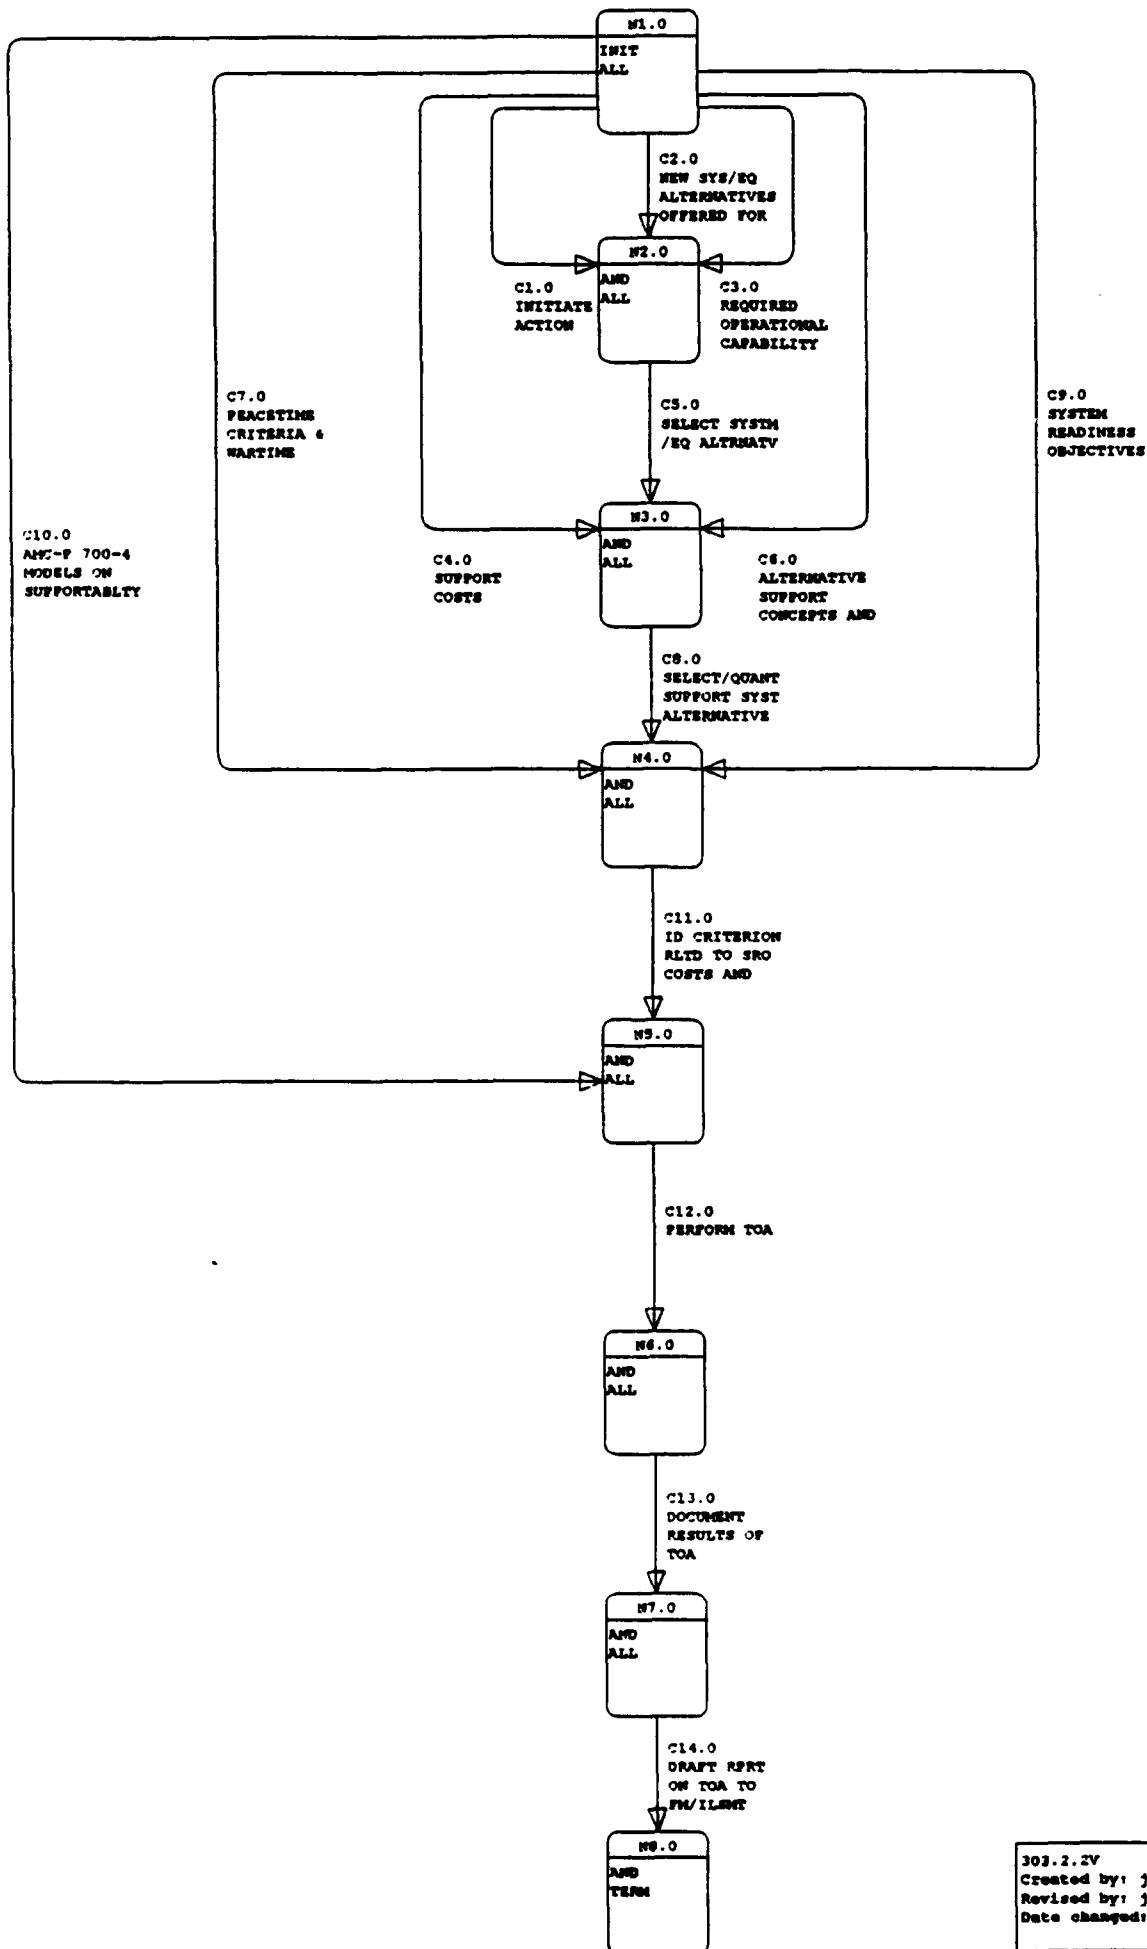 N1.0
INIT
ALL
C2.0
NEW SYS/EQ
ALTERNATIVES
OFFERED FOR
N2.0
AND
ALL
C1.0
INITIATE
ACTION
C3.0
REQUIRED
OPERATIONAL
CAPABILITY
C7.0
PEACETIME
CRITERIA &
WARTIME
C5.0
SELECT SYSTM
/EQ ALTRNATV
C9.0
SYSTEM
READINESS
OBJECTIVES
N3.0
AND
ALL
C10.0
AMC-P 700-4
MODELS ON
SUPPORTABLTY
C4.0
SUPPORT
COSTS
C6.0
ALTERNATIVE
SUPPORT
CONCEPTS AND
C8.0
SELECT/QUANT
SUPPORT SYST
ALTERNATIVE
N4.0
AND
ALL
C11.0
ID CRITERION
RLTD TO SRO
COSTS AND
N5.0
AND
ALL
C12.0
PERFORM TOA
N6.0
AND
ALL
C13.0
DOCUMENT
RESULTS OF
TOA
N7.0
AND
ALL
C14.0
DRAFT RPRT
ON TOA TO
PM/ILSMT
N8.0
AND
TERM
303.2.2V
Created by: j
Revised by: j
Date changed: